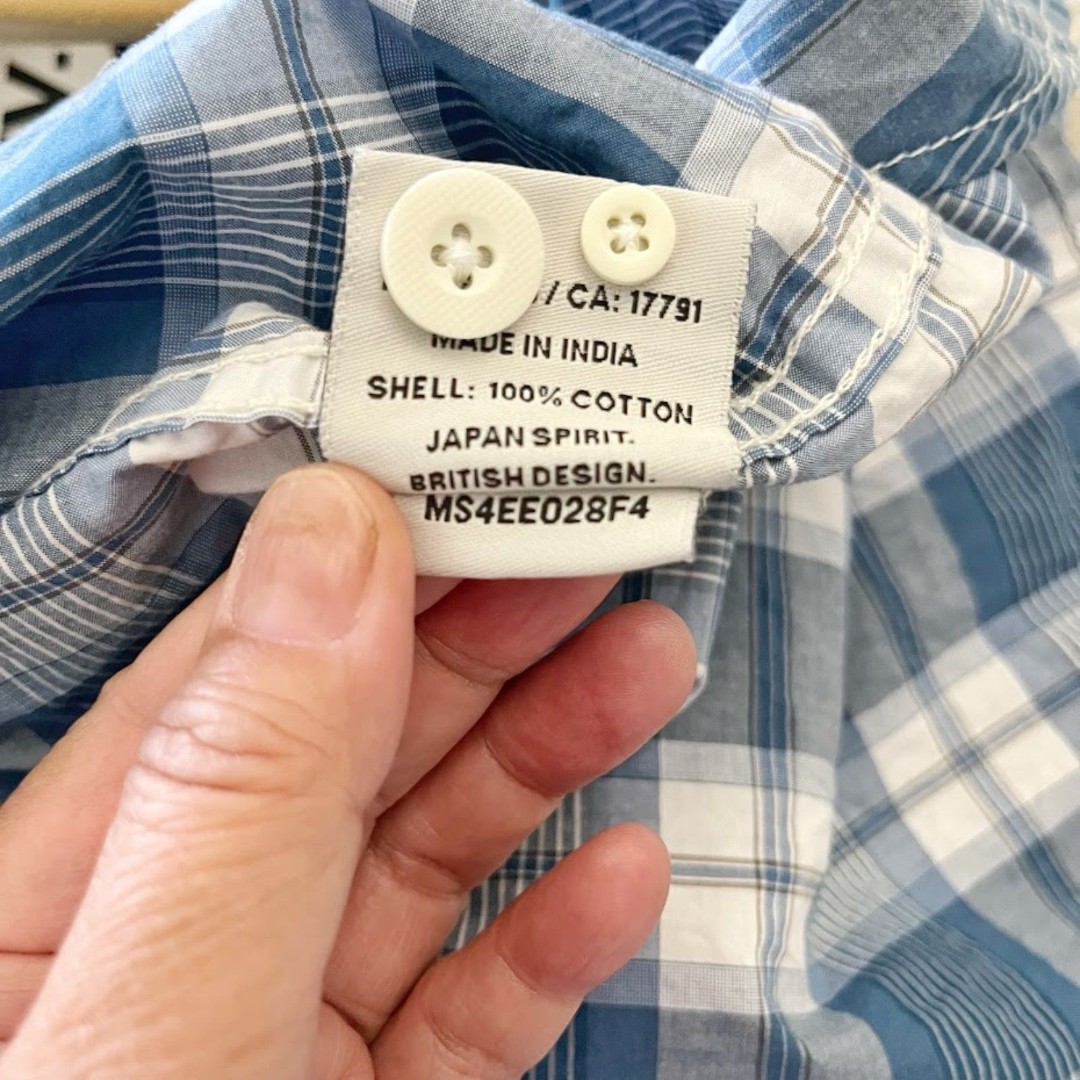 / CA: 17791
MADE IN INDIA
SHELL: 100% COTTON
JAPAN SPIRIT.
BRITISH DESIGN.
MS4EE028F4